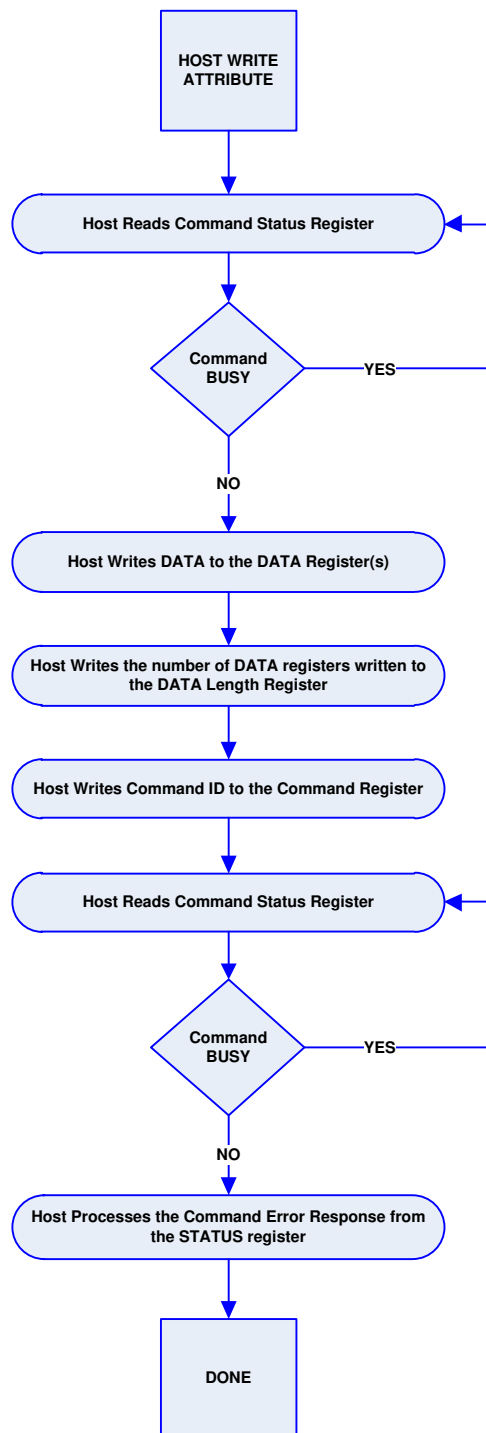 HOST WRITE
ATTRIBUTE
Host Reads Command Status Register
Command
BUSY
YES
NO
Host Writes DATA to the DATA Register(s)
Host Writes the number of DATA registers written to
the DATA Length Register
Host Writes Command ID to the Command Register
Host Reads Command Status Register
Command
BUSY
YES
NO
Host Processes the Command Error Response from
the STATUS register
DONE